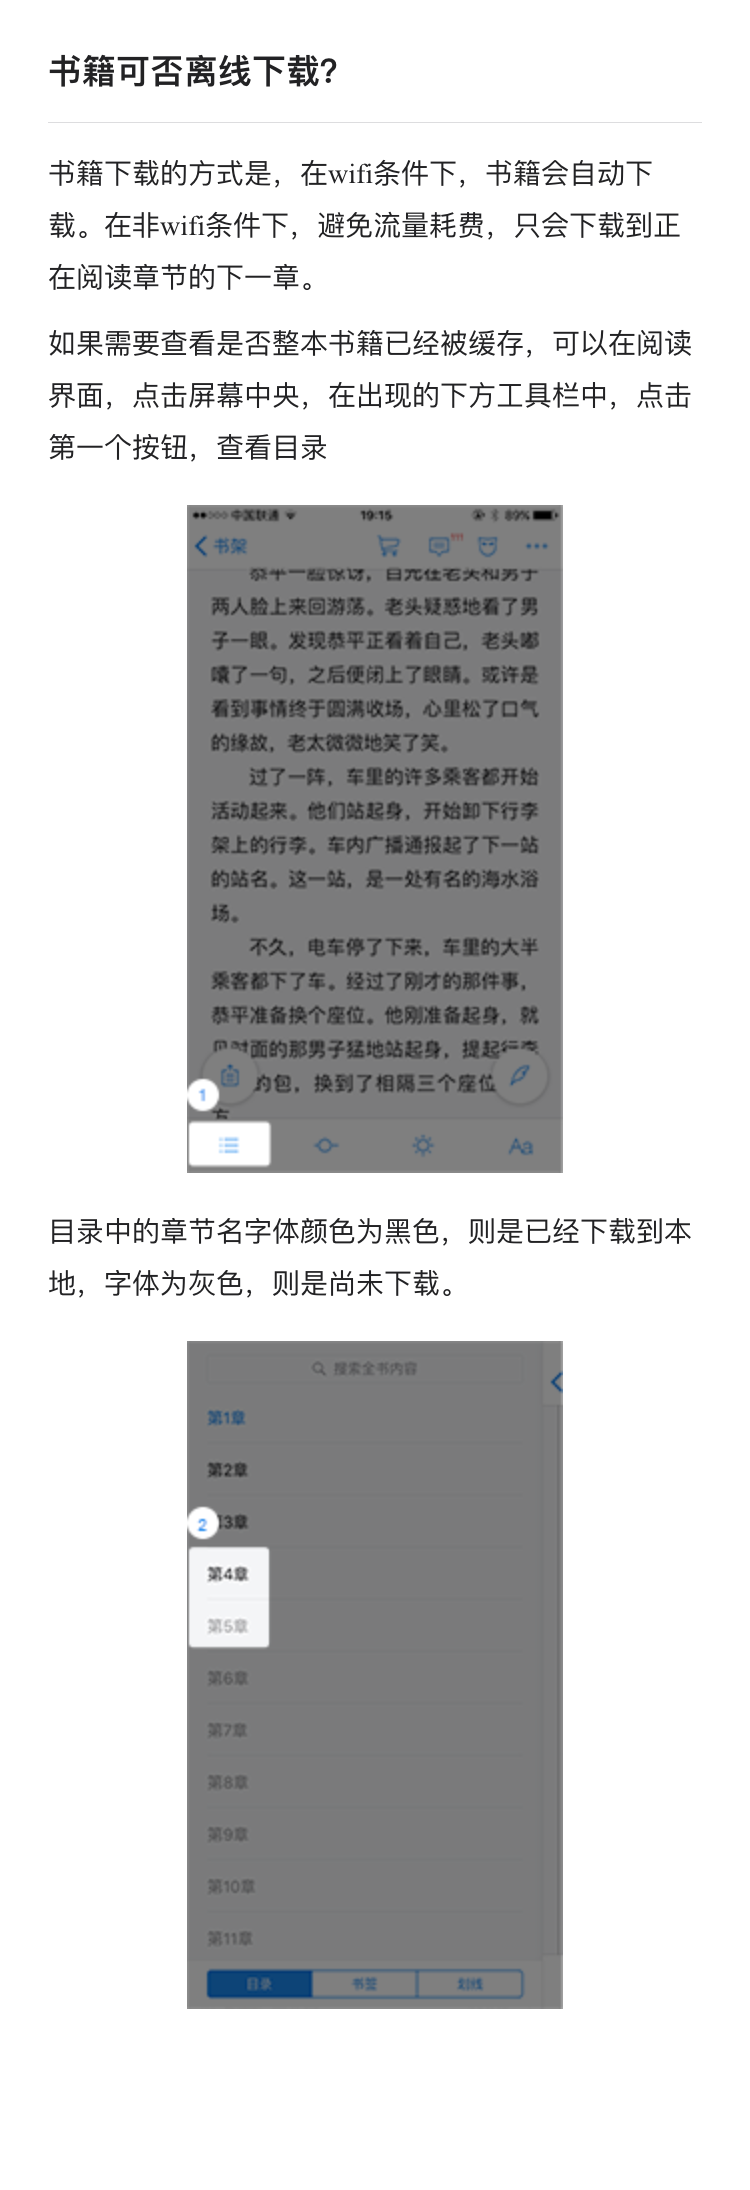 书籍可否离线下载?
书籍下载的方式是，在wifi条件下，书籍会自动下
载。在非wifi条件下，避免流量耗费，只会下载到正
在阅读章节的下一章。
如果需要查看是否整本书籍已经被缓存，可以在阅读
界面，点击屏幕中央，在出现的下方工具栏中，点击
第一个按钮，查看目录
中国联通 19:15 89%
书架
恭平一脸惊讶，目光在老头和男子
两人脸上来回游荡。老头疑惑地看了男
子一眼。发现恭平正看着自己，老头嘟
囔了一句，之后便闭上了眼睛。或许是
看到事情终于圆满收场，心里松了口气
的缘故，老太微微地笑了笑。
过了一阵，车里的许多乘客都开始
活动起来。他们站起身，开始卸下行李
架上的行李。车内广播通报起了下一站
的站名。这一站，是一处有名的海水浴
场。
不久，电车停了下来，车里的大半
乘客都下了车。经过了刚才的那件事，
恭平准备换个座位。他刚准备起身，就
见对面的那男子猛地站起身，提起行李
的包，换到了相隔三个座位
1
方
Aa
目录中的章节名字体颜色为黑色，则是已经下载到本
地，字体为灰色，则是尚未下载。
搜索全书内容
第1章
第2章
2
3章
第4章
第5章
第6章
第7章
第8章
第9章
第10章
第11章
目录 书签 划线